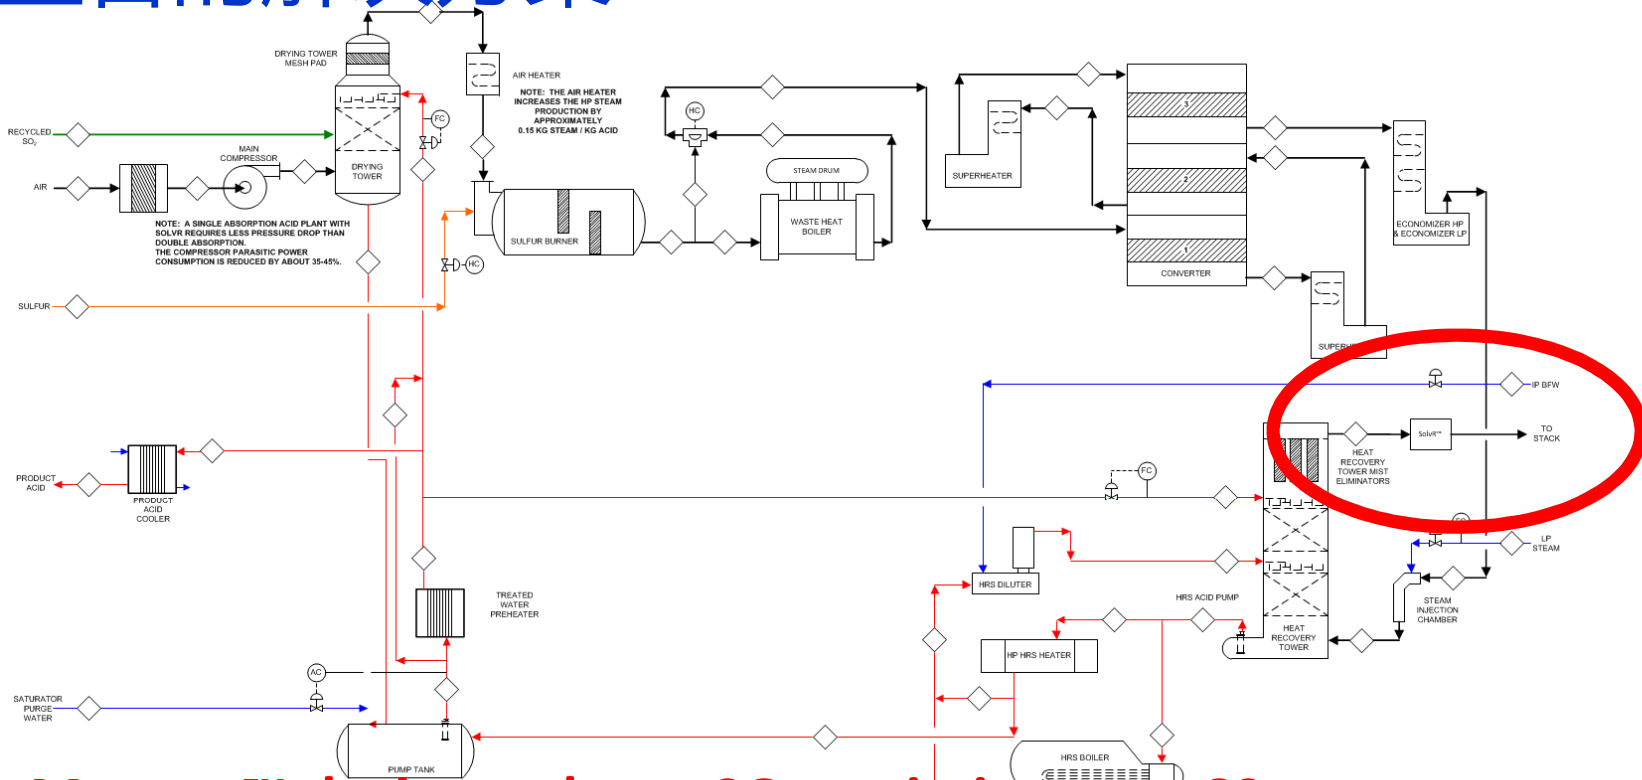 DRYING TOWER
MESH PAD
AIR HEATER
NOTE: THE AIR HEATER
INCREASES THE HP STEAM
PRODUCTION BY
APPROXIMATELY
0.15 KG STEAM / KG ACID
FC
HC
3
RECYCLED
SO₂
MAIN
COMPRESSOR
DRYING
TOWER
STEAM DRUM
SUPERHEATER
2
AIR
NOTE: A SINGLE ABSORPTION ACID PLANT WITH
SOLVR REQUIRES LESS PRESSURE DROP THAN
DOUBLE ABSORPTION.
THE COMPRESSOR PARASITIC POWER
CONSUMPTION IS REDUCED BY ABOUT 35-45%.
SULFUR BURNER
WASTE HEAT
BOILER
ECONOMIZER HP
& ECONOMIZER LP
1
CONVERTER
HC
SULFUR
IP BFW
SolvR™
TO
STACK
HEAT
RECOVERY
TOWER MIST
ELIMINATORS
FC
PRODUCT
ACID
PRODUCT
ACID
COOLER
LP
STEAM
HRS DILUTER
TREATED
WATER
PREHEATER
HRS ACID PUMP
STEAM
INJECTION
CHAMBER
HEAT
RECOVERY
TOWER
HP HRS HEATER
AC
SATURATOR
PURGE
WATER
PUMP TANK
HRS BOILER